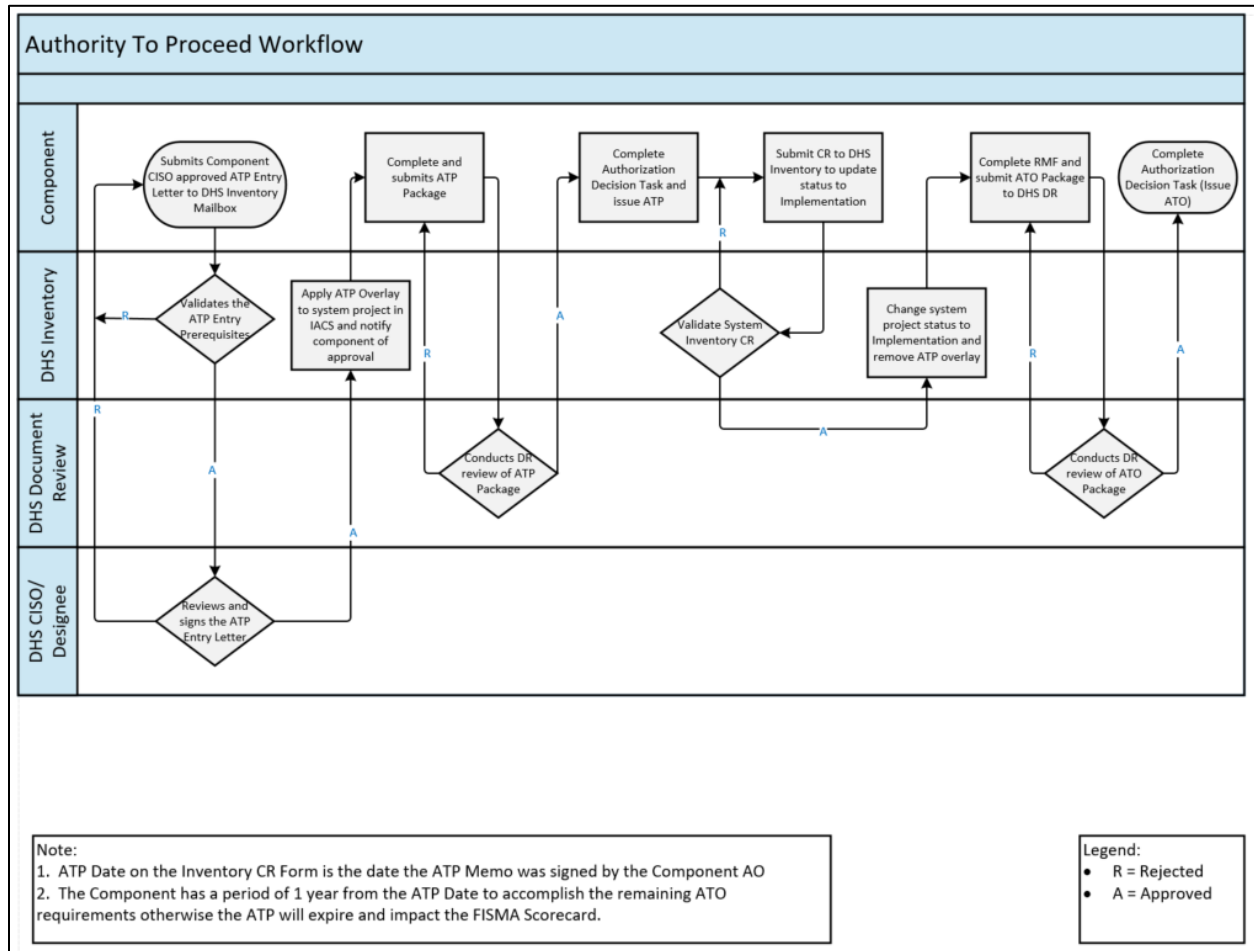 Authority To Proceed Workflow
Component
Submits Component
CISO approved ATP Entry
Letter to DHS Inventory
Mailbox
Complete and
submits ATP
Package
Complete
Authorization
Decision Task and
issue ATP
Submit CR to DHS
Inventory to update
status to
Implementation
Complete RMF and
submit ATO Package
to DHS DR
Complete
Authorization
Decision Task (Issue
ATO)
R
DHS Inventory
Validates the
ATP Entry
Prerequisites
R
Apply ATP Overlay
to system project in
IACS and notify
component of
approval
R
A
Validate System
Inventory CR
Change system
project status to
Implementation and
remove ATP overlay
R
A
DHS Document
Review
R
A
A
Conducts DR
review of ATP
Package
A
Conducts DR
review of ATO
Package
DHS CISO/
Designee
Reviews and
signs the ATP
Entry Letter
Note:
1. ATP Date on the Inventory CR Form is the date the ATP Memo was signed by the Component AO
2. The Component has a period of 1 year from the ATP Date to accomplish the remaining ATO
requirements otherwise the ATP will expire and impact the FISMA Scorecard.
Legend:
• R = Rejected
• A = Approved